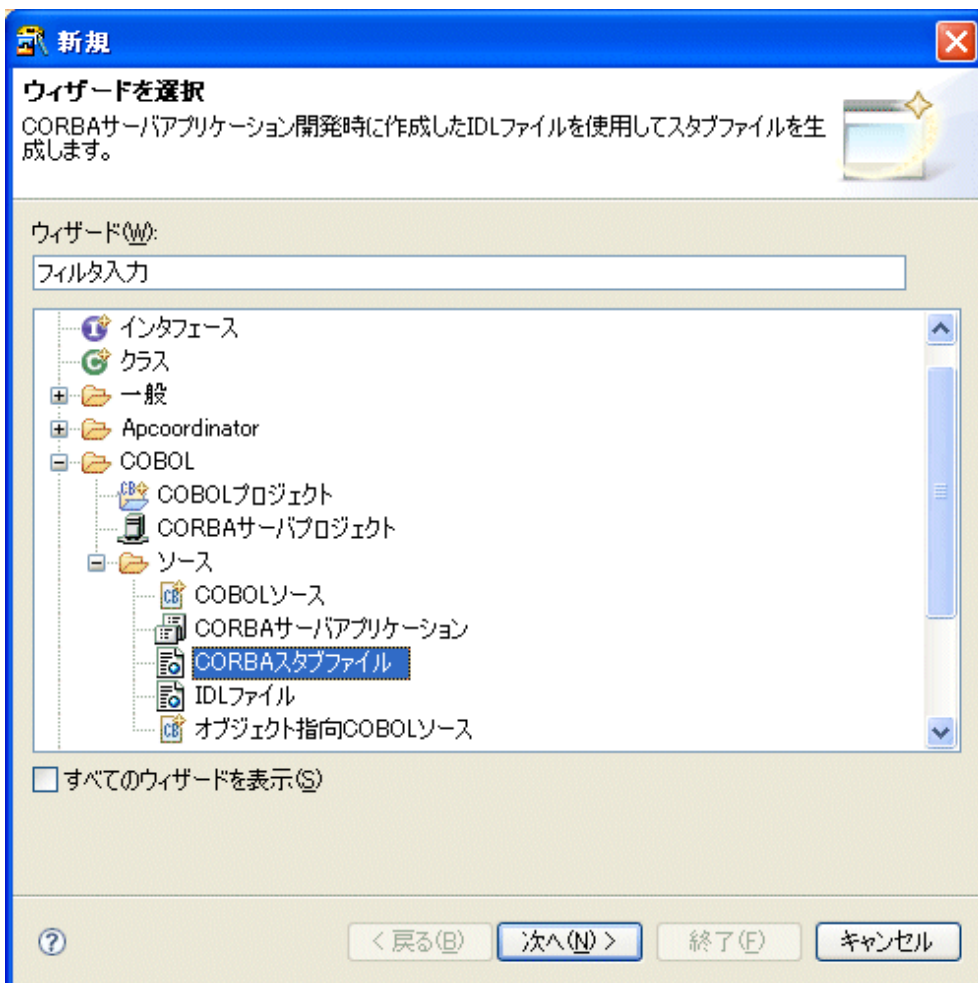 新規
ウィザードを選択
CORBAサーバアプリケーション開発時に作成したIDLファイルを使用してスタブファイルを生
成します。
ウィザード(W):
フィルタ入力
インタフェース
クラス
一般
Apcoordinator
COBOL
COBOLプロジェクト
CORBAサーバプロジェクト
ソース
COBOLソース
CORBAサーバアプリケーション
CORBAスタブファイル
IDLファイル
オブジェクト指向COBOLソース
すべてのウィザードを表示(S)
< 戻る(B) 次へ(N) > 終了(F) キャンセル